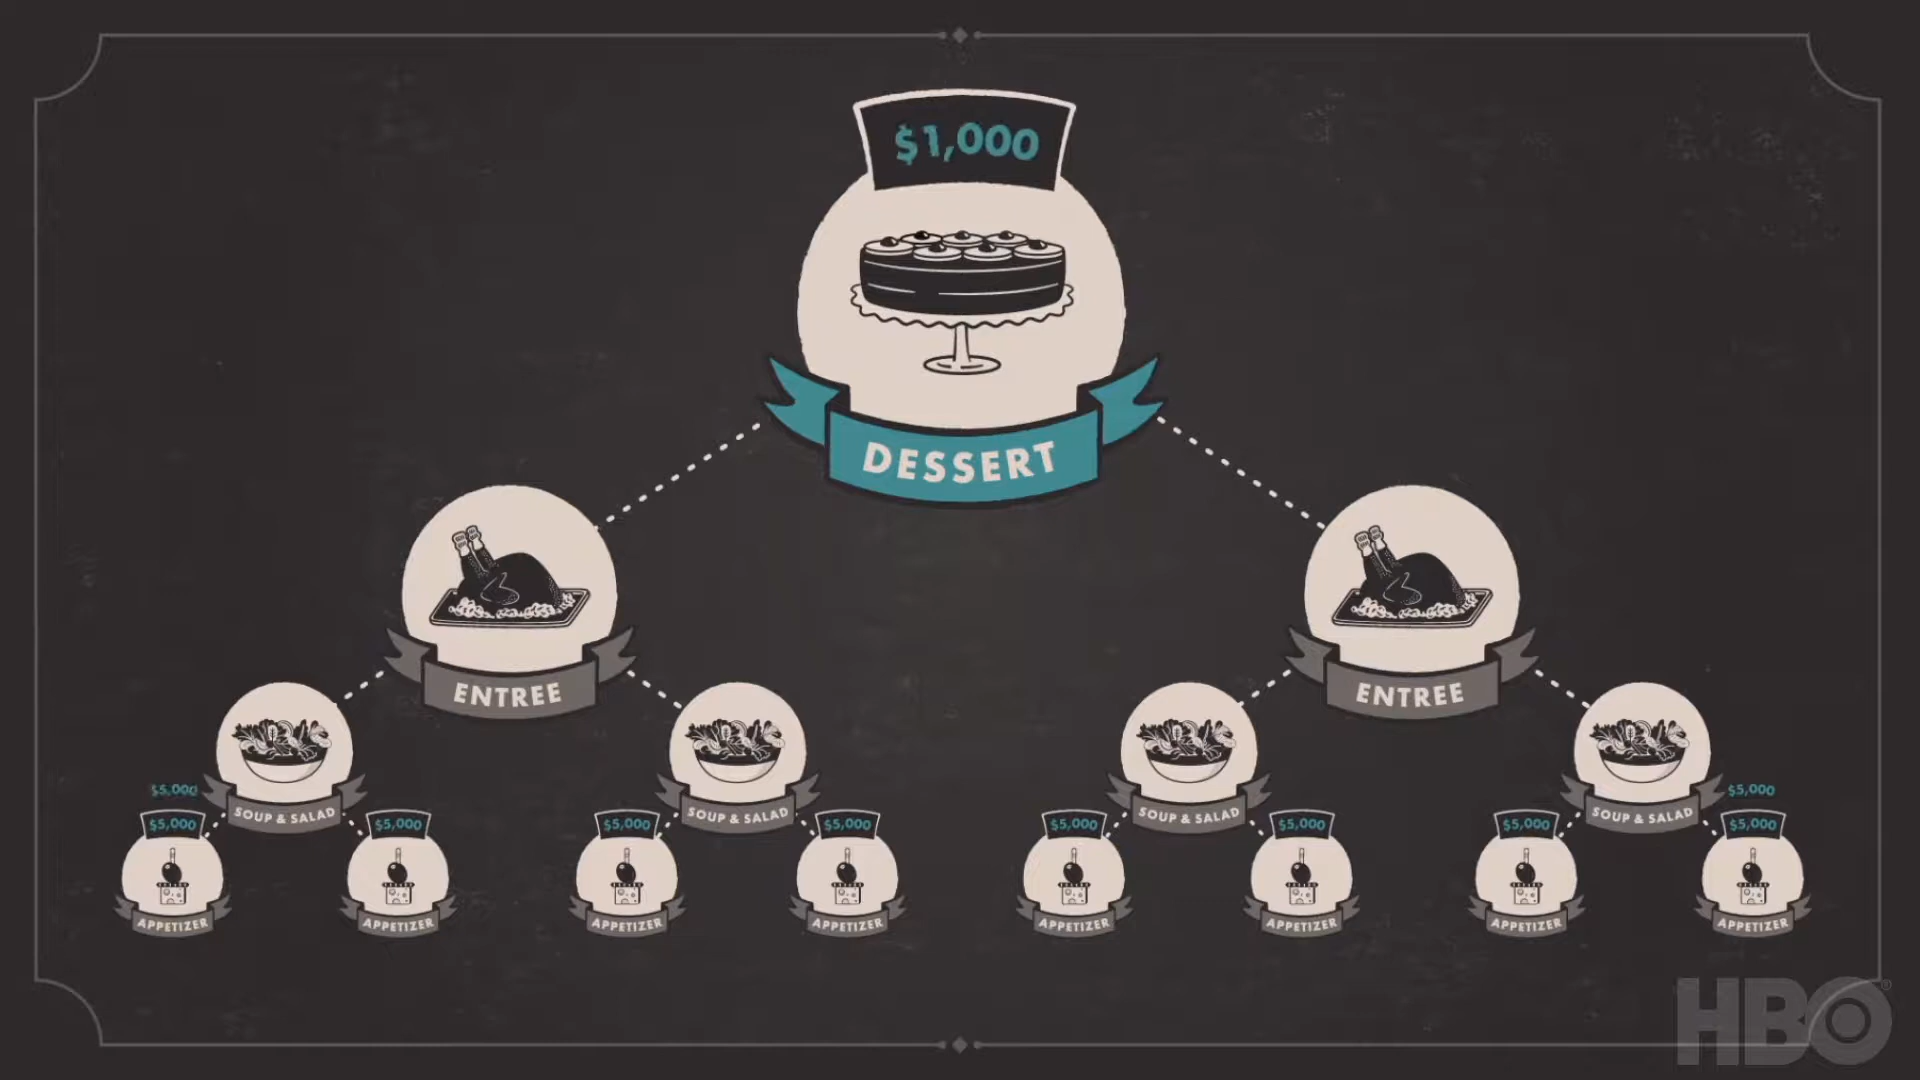 $1,000
DESSERT
ENTREE
ENTREE
SOUP & SALAD
SOUP & SALAD
SOUP & SALAD
SOUP & SALAD
$5,000
$5,000
$5,000
$5,000
$5,000
$5,000
$5,000
$5,000
$5,000
$5,000
APPETIZER
APPETIZER
APPETIZER
APPETIZER
APPETIZER
APPETIZER
APPETIZER
APPETIZER
HBO®